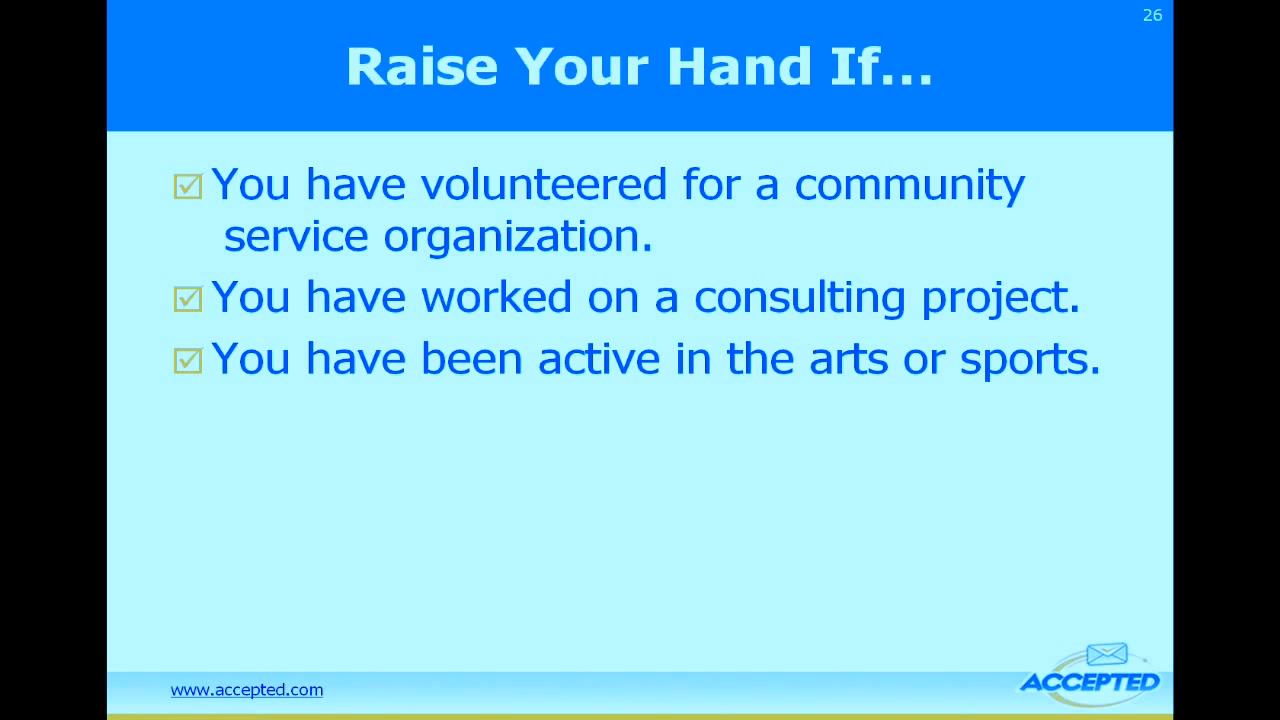 26
Raise Your Hand If...
You have volunteered for a community
service organization.
You have worked on a consulting project.
You have been active in the arts or sports.
www.accepted.com
ACCEPTED